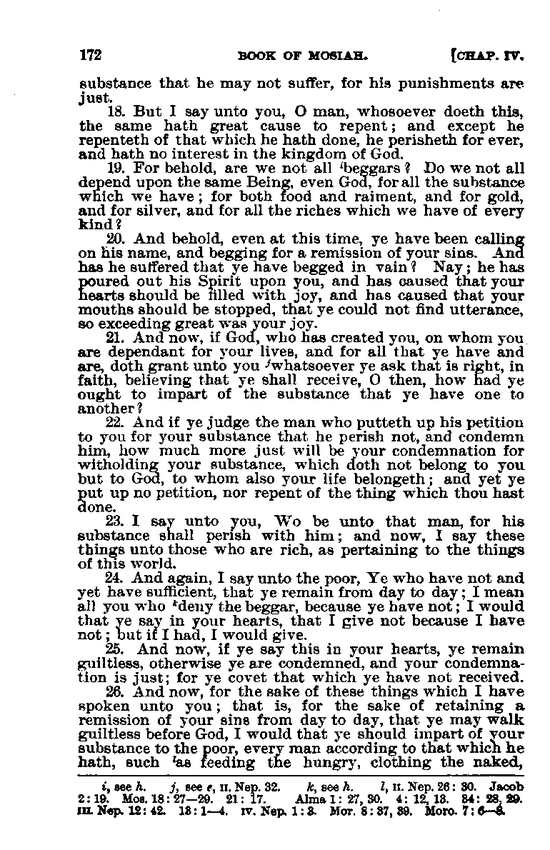 172 BOOK OF MOSIAH. [CHAP. IV.
substance that he may not suffer, for his punishments are
just.
18. But I say unto you, O man, whosoever doeth this,
the same hath great cause to repent; and except he
repenteth of that which he hath done, he perisheth for ever,
and hath no interest in the kingdom of God.
19. For behold, are we not all ⁱbeggars? Do we not all
depend upon the same Being, even God, for all the substance
which we have; for both food and raiment, and for gold,
and for silver, and for all the riches which we have of every
kind?
20. And behold, even at this time, ye have been calling
on his name, and begging for a remission of your sins. And
has he suffered that ye have begged in vain? Nay; he has
poured out his Spirit upon you, and has caused that your
hearts should be filled with joy, and has caused that your
mouths should be stopped, that ye could not find utterance,
so exceeding great was your joy.
21. And now, if God, who has created you, on whom you
are dependant for your lives, and for all that ye have and
are, doth grant unto you ʲwhatsoever ye ask that is right, in
faith, believing that ye shall receive, O then, how had ye
ought to impart of the substance that ye have one to
another?
22. And if ye judge the man who putteth up his petition
to you for your substance that he perish not, and condemn
him, how much more just will be your condemnation for
witholding your substance, which doth not belong to you
but to God, to whom also your life belongeth; and yet ye
put up no petition, nor repent of the thing which thou hast
done.
23. I say unto you, Wo be unto that man, for his
substance shall perish with him; and now, I say these
things unto those who are rich, as pertaining to the things
of this world.
24. And again, I say unto the poor, Ye who have not and
yet have sufficient, that ye remain from day to day; I mean
all you who ᵏdeny the beggar, because ye have not; I would
that ye say in your hearts, that I give not because I have
not; but if I had, I would give.
25. And now, if ye say this in your hearts, ye remain
guiltless, otherwise ye are condemned, and your condemna-
tion is just; for ye covet that which ye have not received.
26. And now, for the sake of these things which I have
spoken unto you; that is, for the sake of retaining a
remission of your sins from day to day, that ye may walk
guiltless before God, I would that ye should impart of your
substance to the poor, every man according to that which he
hath, such ˡas feeding the hungry, clothing the naked,
i, see h. j, see e, II. Nep. 32. k, see h. l, II. Nep. 26: 30. Jacob
2: 19. Mos. 18: 27—29. 21: 17. Alma 1: 27, 30. 4: 12, 13. 34: 28, 29.
III. Nep. 12: 42. 13: 1—4. IV. Nep. 1: 3. Mor. 8: 37, 39. Moro. 7: 6—8.